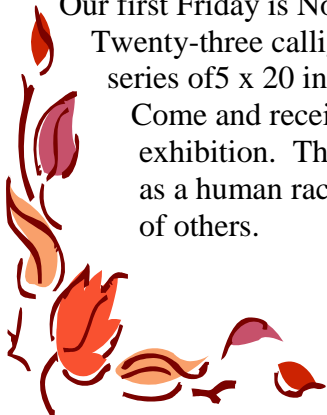 Our first Friday is No
Twenty-three callig
series of5 x 20 in
Come and recei
exhibition. Th
as a human rac
of others.